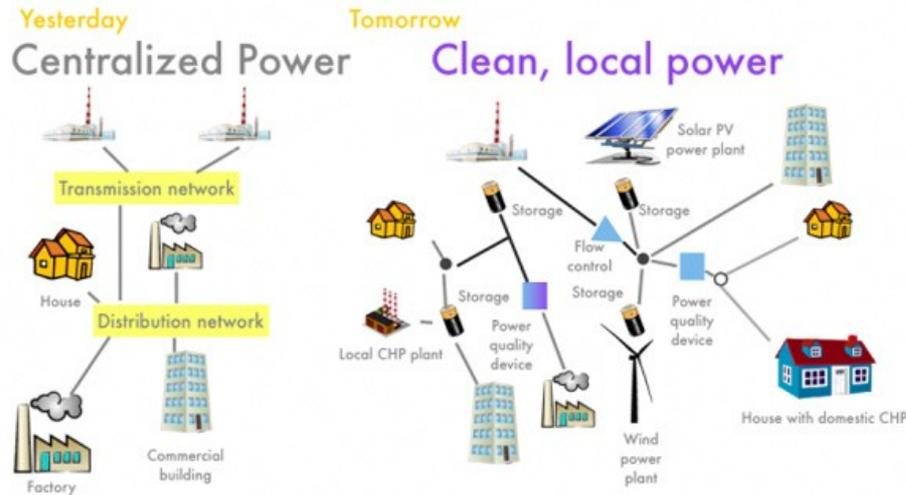 Yesterday
Centralized Power
Transmission network
House
Distribution network
Commercial
building
Factory
Tomorrow
Clean, local power
Solar PV
power plant
Storage
Storage
Flow
control
Storage
Storage
Power
quality
device
Power
quality
device
Local CHP plant
House with domestic CHP
Wind
power
plant